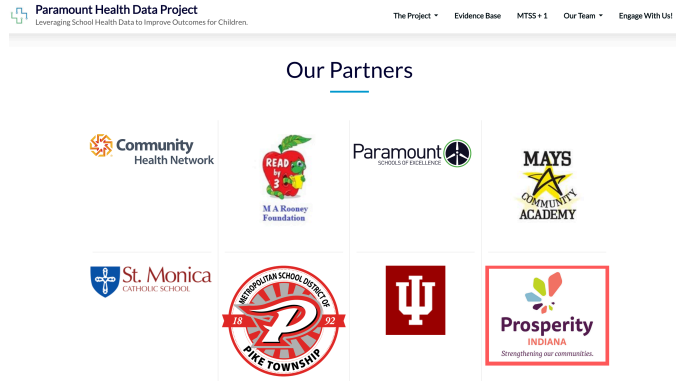 Paramount Health Data Project
Leveraging School Health Data to Improve Outcomes for Children.
The Project
Evidence Base
MTSS + 1
Our Team
Engage With Us!
Our Partners
Community
Health Network
READ
by
3
M A Rooney
Foundation
Paramount
SCHOOLS OF EXCELLENCE
MAYS
COMMUNITY
ACADEMY
St. Monica
CATHOLIC SCHOOL
METROPOLITAN SCHOOL DISTRICT OF
18 92
P
PIKE TOWNSHIP
Prosperity
INDIANA
Strengthening our communities.